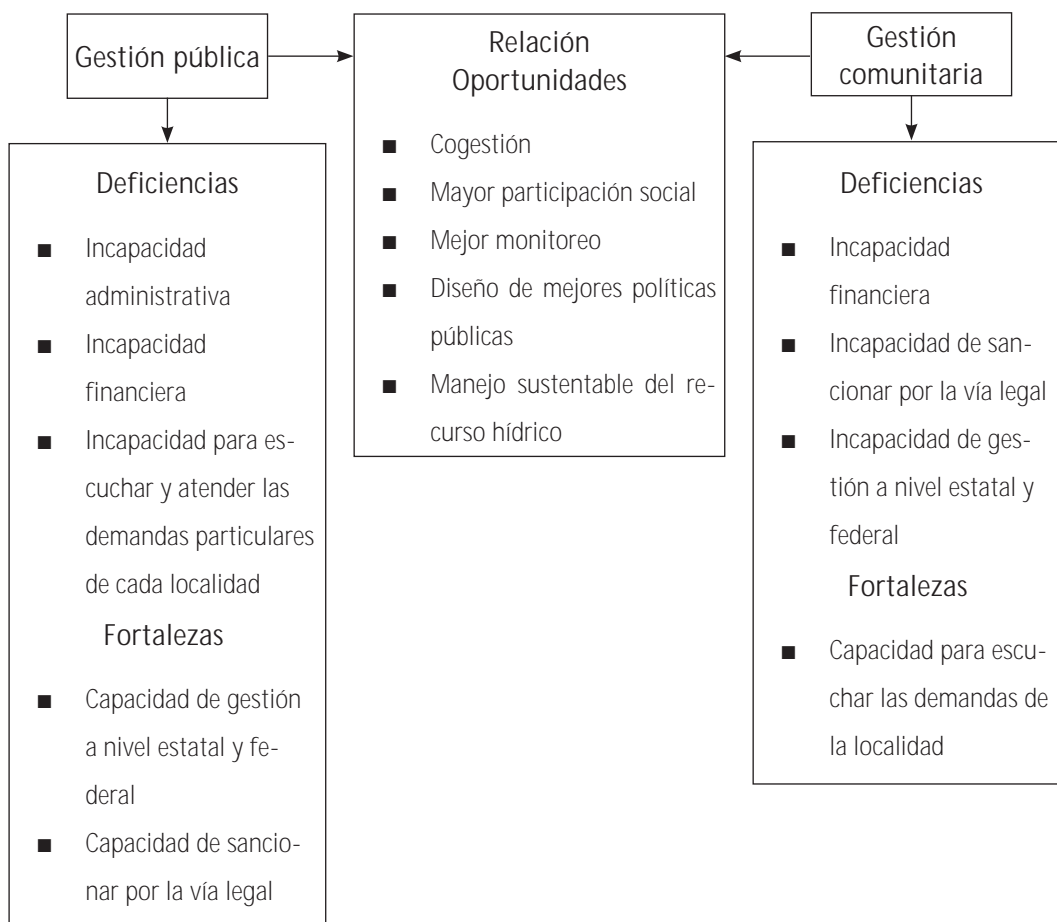 Gestión pública
Deficiencias
■ Incapacidad
administrativa
■ Incapacidad
financiera
■ Incapacidad para es-
cuchar y atender las
demandas particulares
de cada localidad
Fortalezas
■ Capacidad de gestión
a nivel estatal y fe-
deral
■ Capacidad de sancio-
nar por la vía legal
Relación
Oportunidades
■ Cogestión
■ Mayor participación social
■ Mejor monitoreo
■ Diseño de mejores políticas
públicas
■ Manejo sustentable del re-
curso hídrico
Gestión
comunitaria
Deficiencias
■ Incapacidad
financiera
■ Incapacidad de san-
cionar por la vía legal
■ Incapacidad de ges-
tión a nivel estatal y
federal
Fortalezas
■ Capacidad para escu-
char las demandas de
la localidad